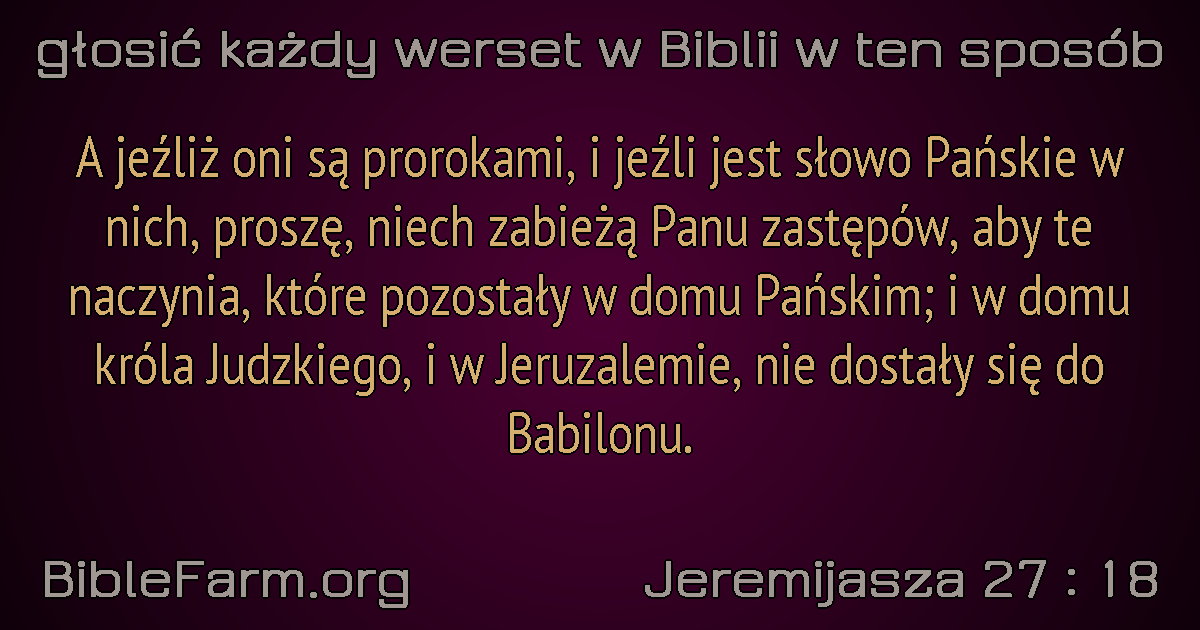 głosić każdy werset w Biblii w ten sposób
A jeźliż oni są prorokami, i jeźli jest słowo Pańskie w
nich, proszę, niech zabieżą Panu zastępów, aby te
naczynia, które pozostały w domu Pańskim; i w domu
króla Judzkiego, i w Jeruzalemie, nie dostały się do
Babilonu.
BibleFarm.org
Jeremijasza 27 : 18